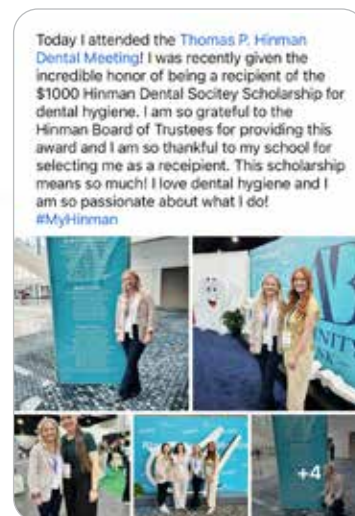 Today I attended the Thomas P. Hinman
Dental Meeting! I was recently given the
incredible honor of being a recipient of the
$1000 Hinman Dental Socitey Scholarship for
dental hygiene. I am so grateful to the
Hinman Board of Trustees for providing this
award and I am so thankful to my school for
selecting me as a receipient. This scholarship
means so much! I love dental hygiene and I
am so passionate about what I do!
#MyHinman
+4